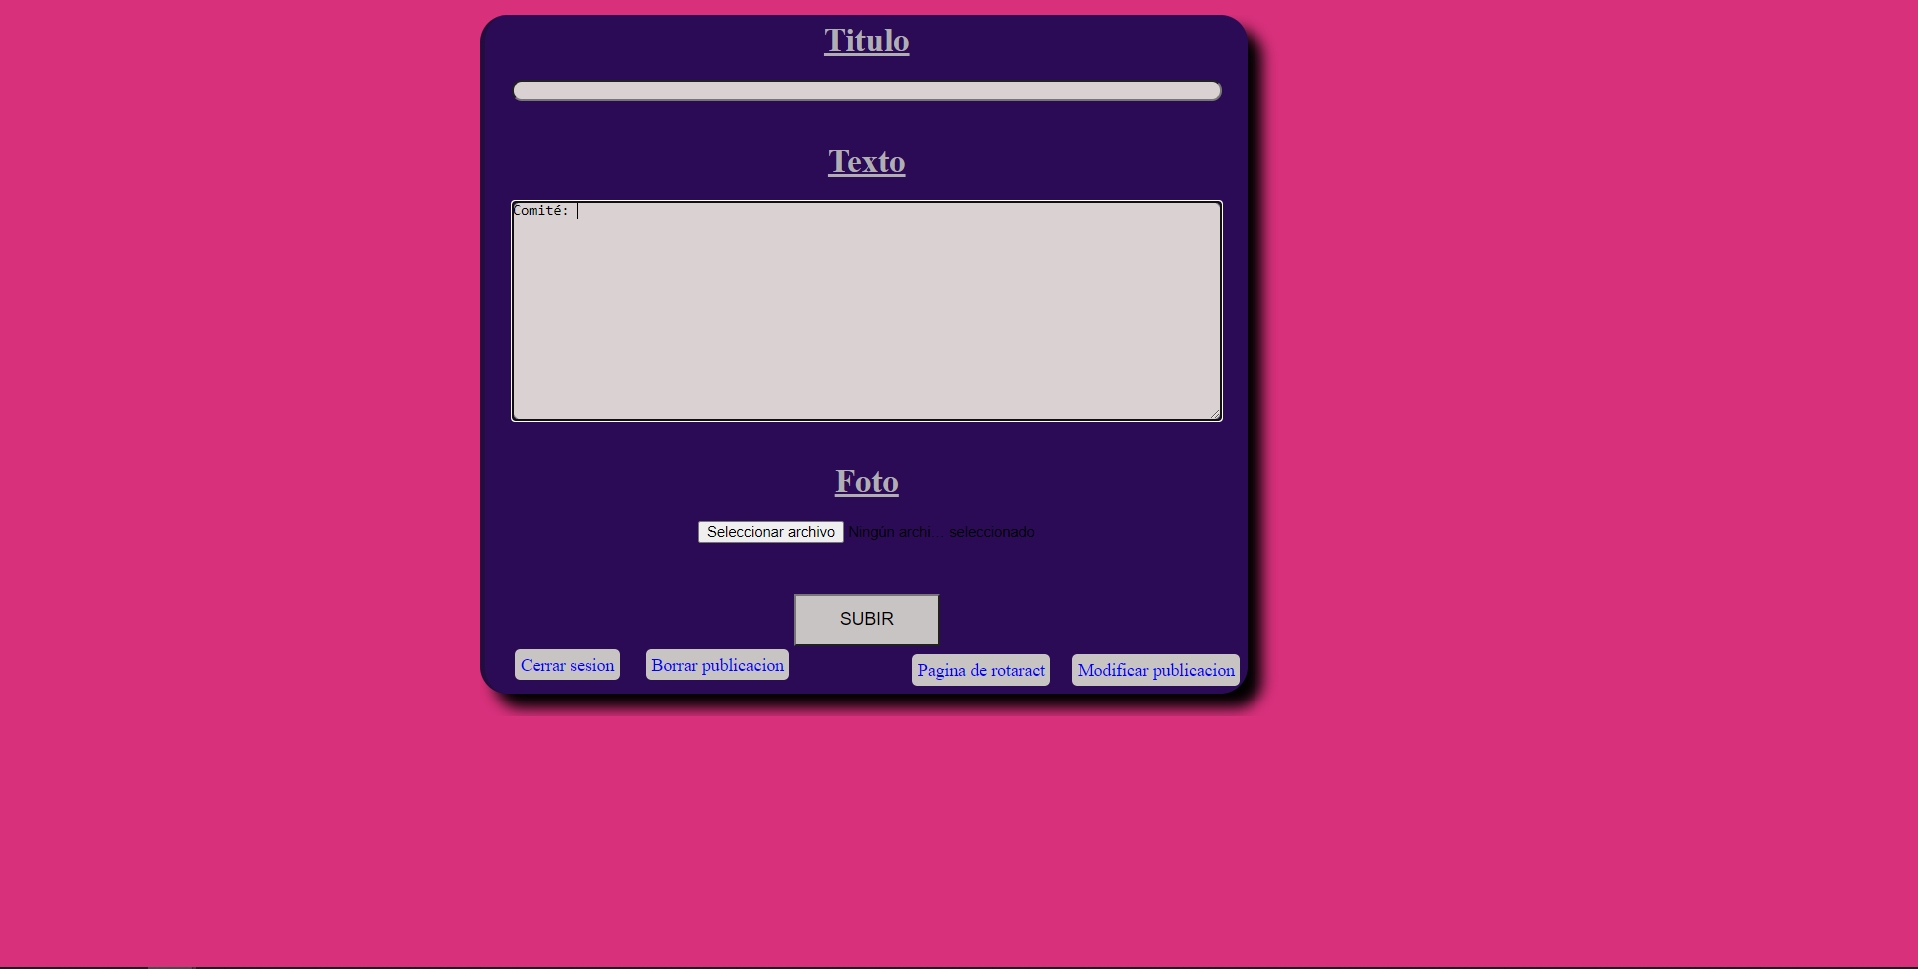 Titulo
Texto
Comité:
Foto
Seleccionar archivo Ningún archi... seleccionado
SUBIR
Cerrar sesion Borrar publicacion Pagina de rotaract Modificar publicacion